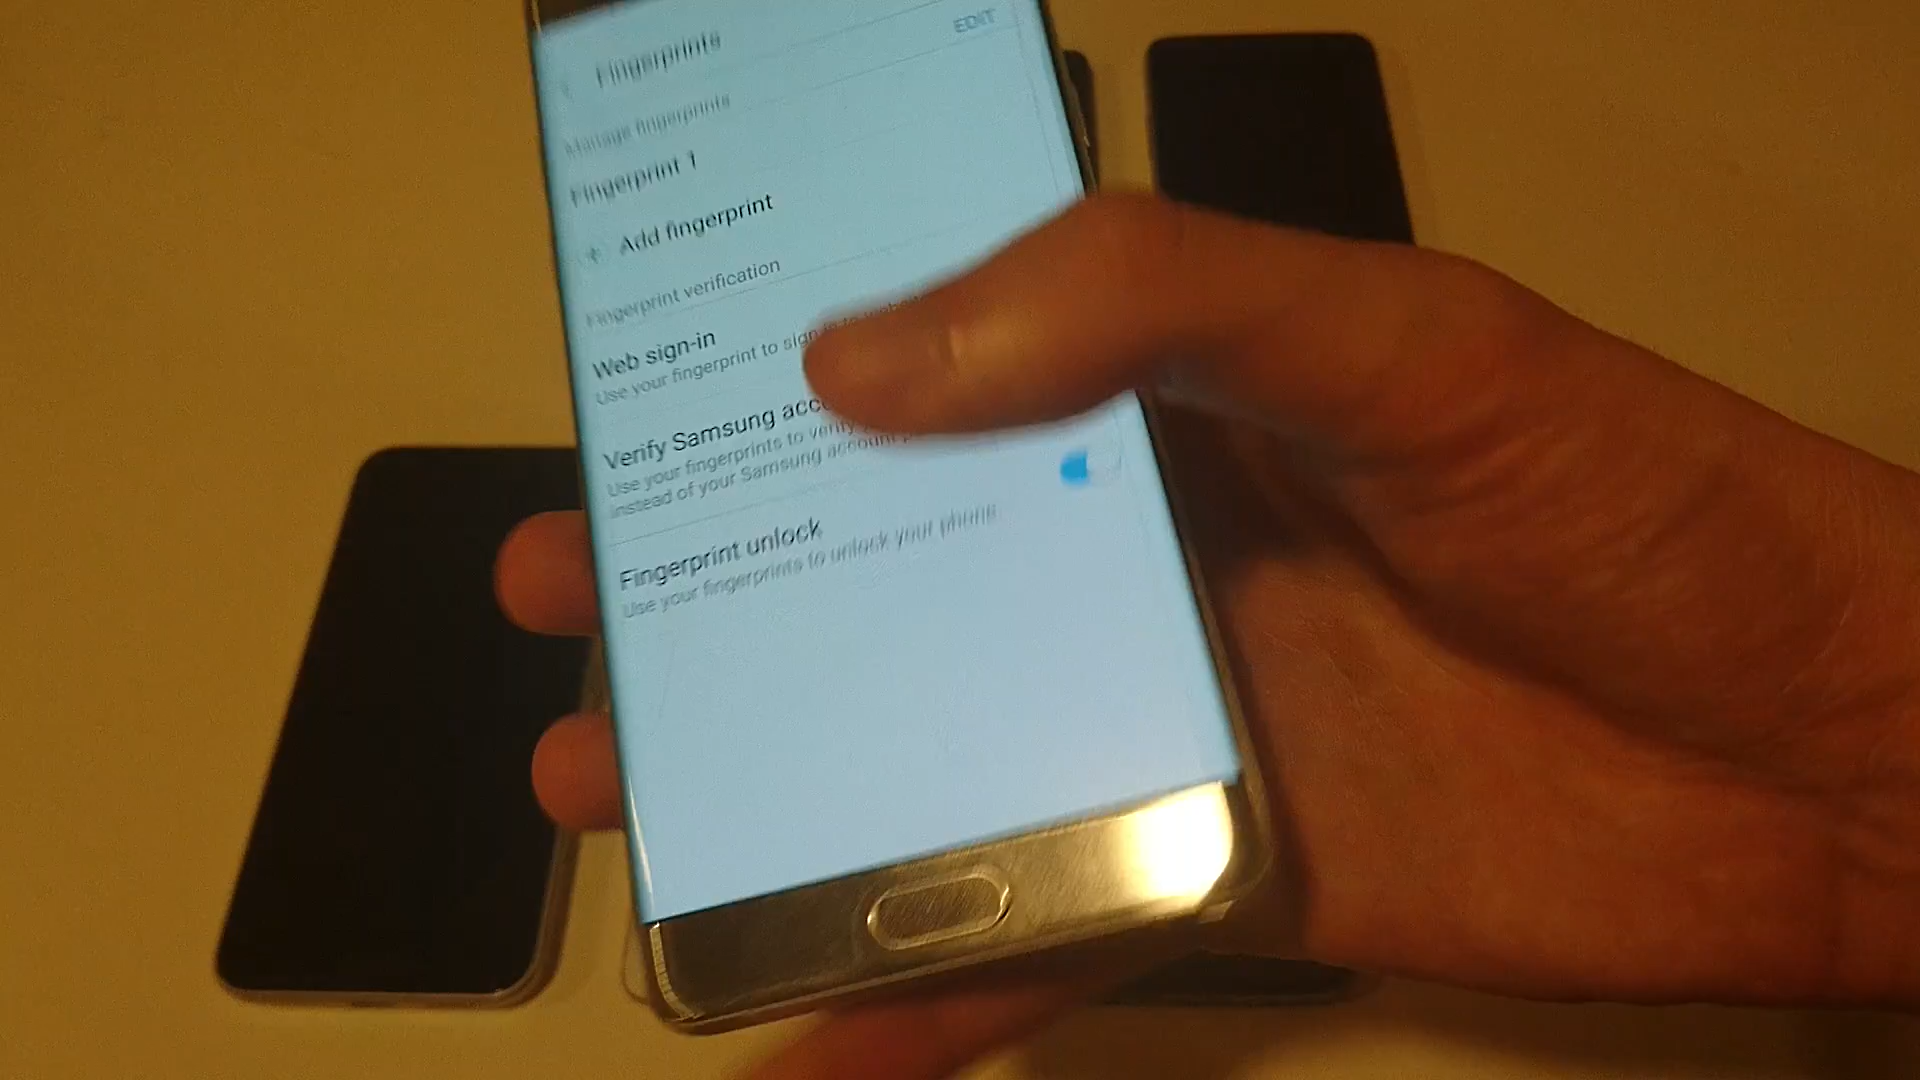 Fingerprints
EDIT
Manage fingerprints
Fingerprint 1
Add fingerprint
Fingerprint verification
Web sign-in
Use your fingerprint to sign in to
Verify Samsung
Use your fingerprints to verify
instead of your Samsung account
Fingerprint unlock
Use your fingerprints to unlock your phone.